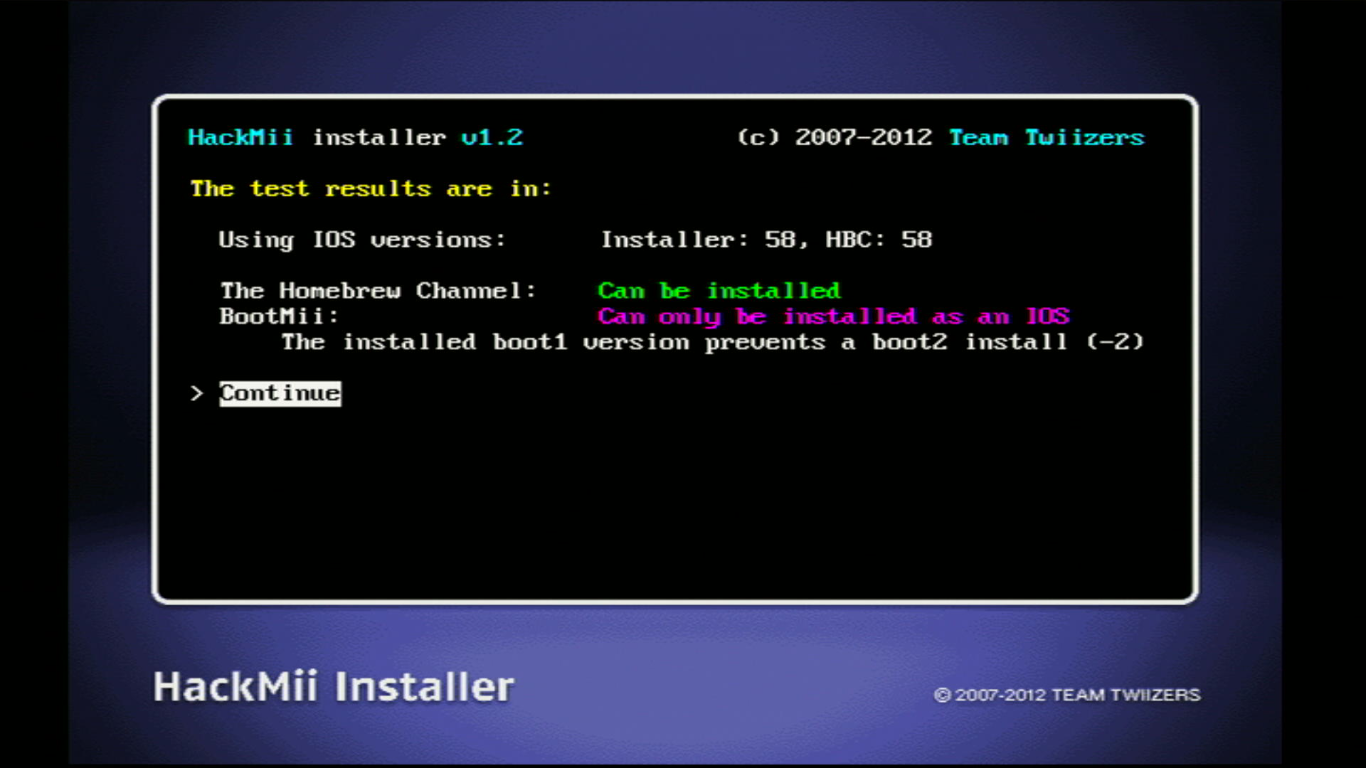 HackMii installer v1.2 (c) 2007-2012 Team Twiizers
The test results are in:
Using IOS versions: Installer: 58, HBC: 58
The Homebrew Channel: Can be installed
BootMii: Can only be installed as an IOS
The installed boot1 version prevents a boot2 install (-2)
> Continue
HackMii Installer © 2007-2012 TEAM TWIIZERS